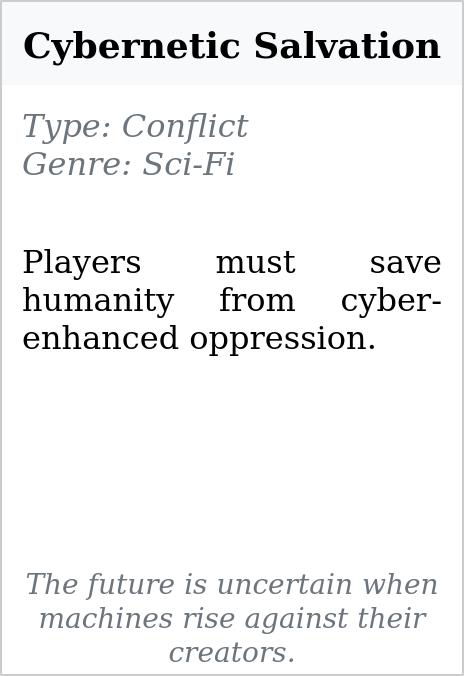 Cybernetic Salvation
Type: Conflict
Genre: Sci-Fi
Players must save
humanity from cyber-
enhanced oppression.
The future is uncertain when
machines rise against their
creators.